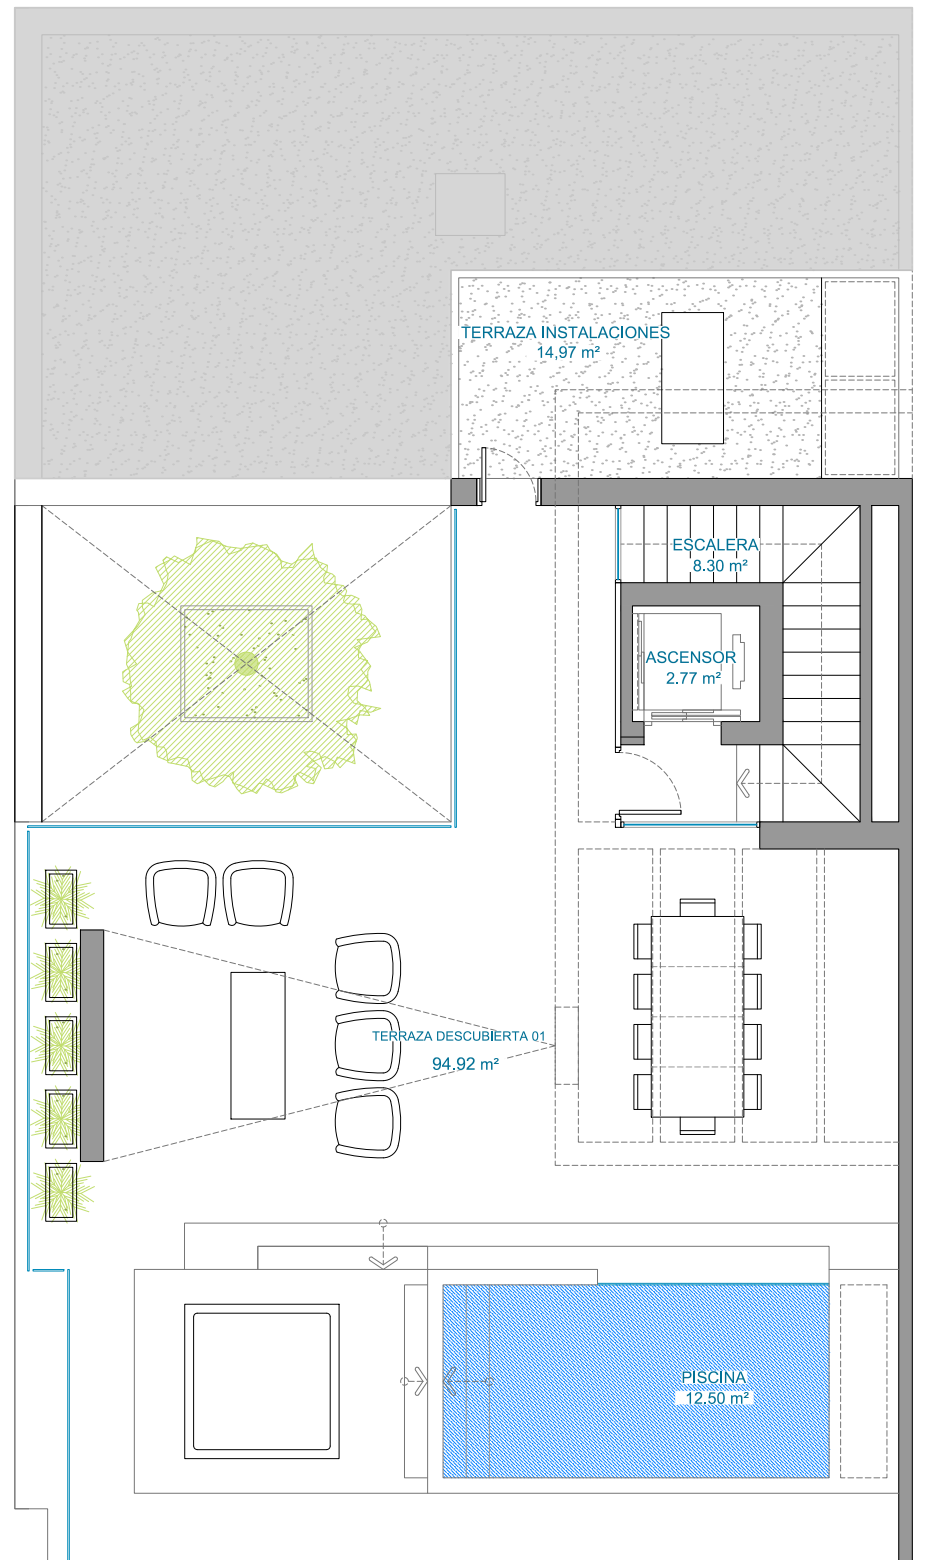 TERRAZA INSTALACIONES
14,97 m²
ESCALERA
8.30 m²
ASCENSOR
2.77 m²
TERRAZA DESCUBIERTA 01
94.92 m²
PISCINA
12.50 m²